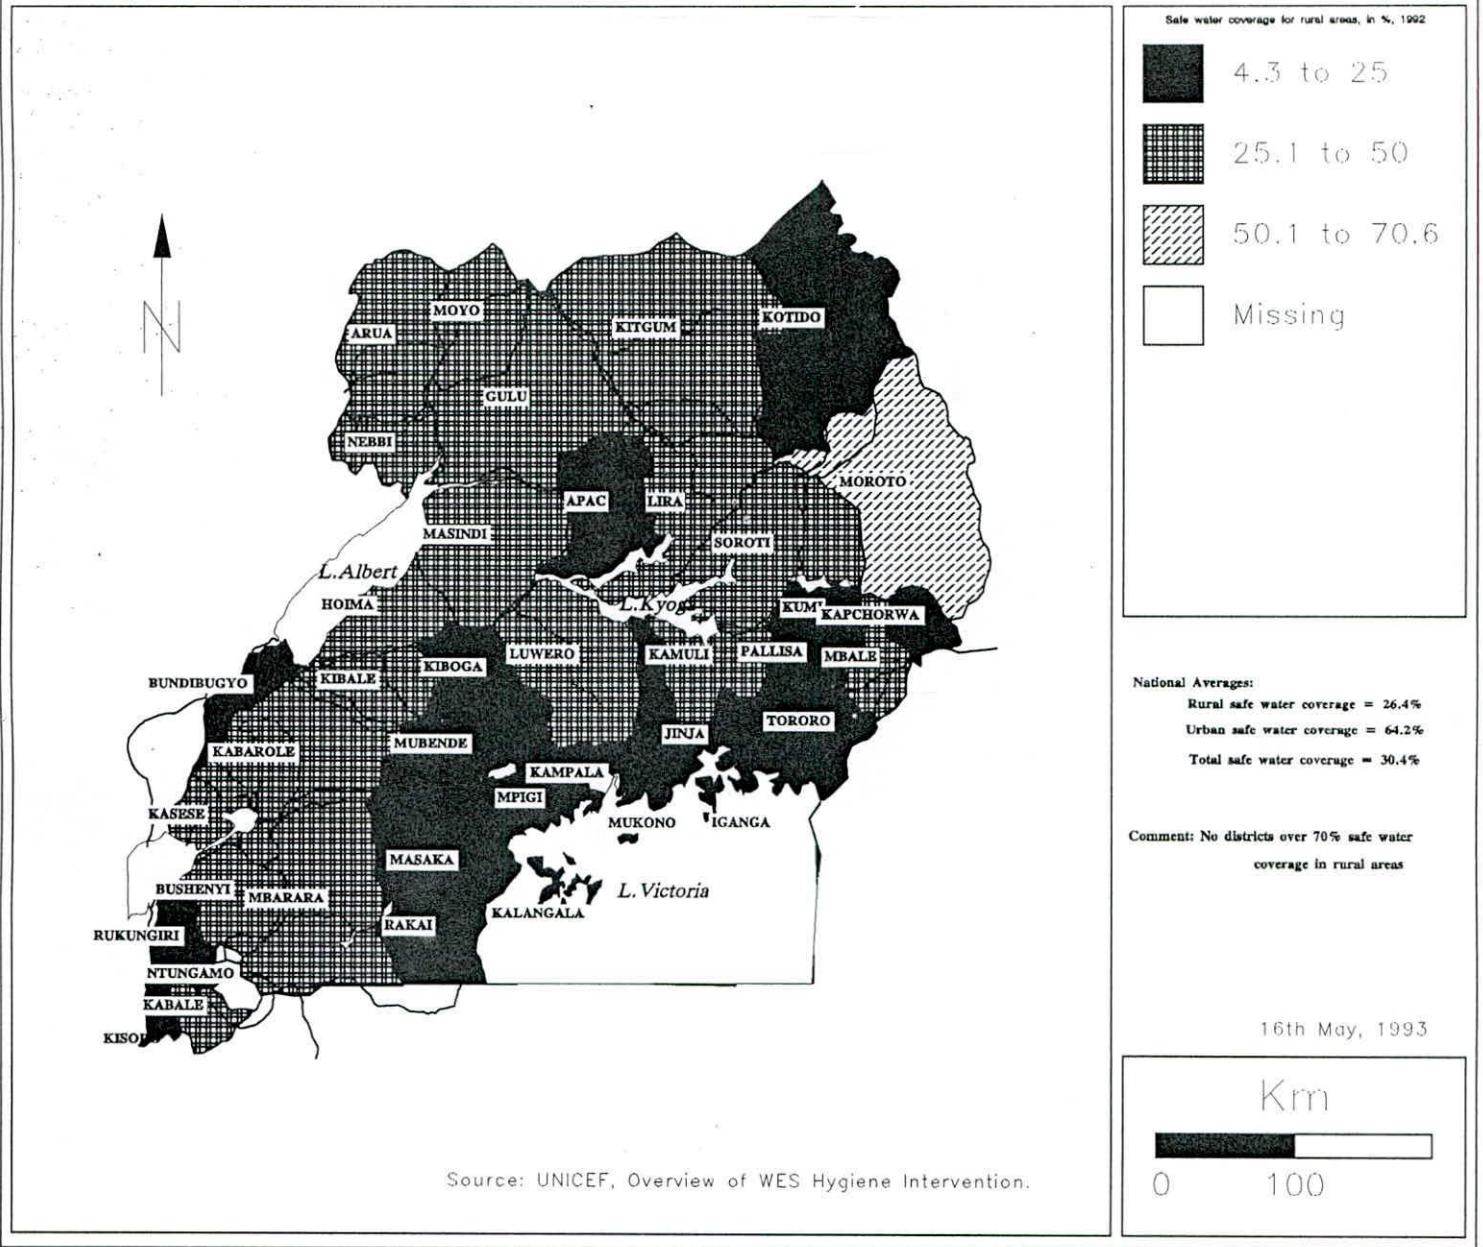 Safe water coverage for rural areas, in %, 1992
4.3 to 25
25.1 to 50
50.1 to 70.6
Missing
N
MOYO
ARUA
KITGUM
KOTIDO
GULU
NEBBI
MOROTO
APAC
LIRA
MASINDI
SOROTI
L.Albert
HOIMA
L.Kyoga
KUMI
KAPCHORWA
LUWERO
KAMULI
PALLISA
MBALE
KIBOGA
KIBALE
BUNDIBUGYO
TORORO
JINJA
MUBENDE
KABAROLE
KAMPALA
MPIGI
KASESE
MUKONO
IGANGA
MASAKA
BUSHENYI
MBARARA
L.Victoria
KALANGALA
RAKAI
RUKUNGIRI
NTUNGAMO
KABALE
National Averages:
Rural safe water coverage = 26.4%
Urban safe water coverage = 64.2%
Total safe water coverage = 30.4%
Comment: No districts over 70% safe water
coverage in rural areas
16th May, 1993
Km
0 100
Source: UNICEF, Overview of WES Hygiene Intervention.